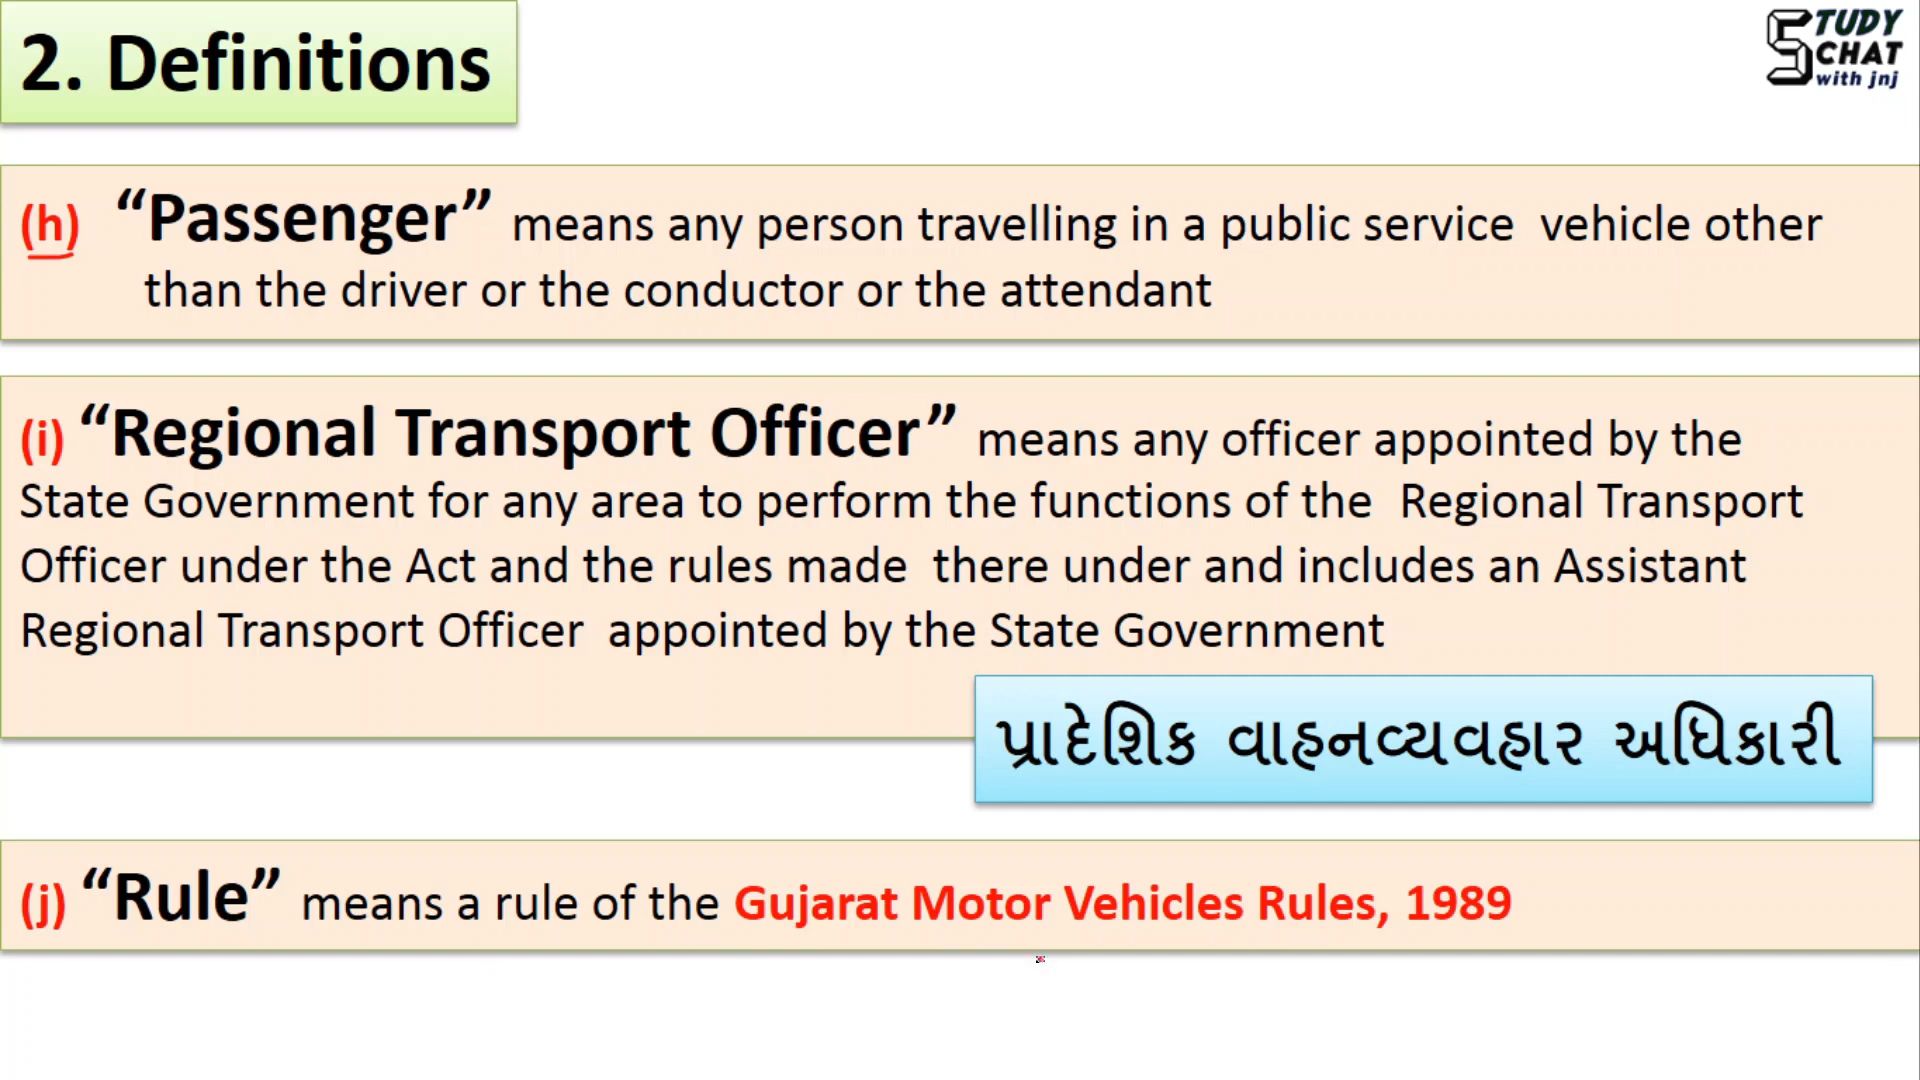 2. Definitions
STUDY
CHAT
with jnj
(h) “Passenger” means any person travelling in a public service vehicle other
than the driver or the conductor or the attendant
(i) “Regional Transport Officer” means any officer appointed by the
State Government for any area to perform the functions of the Regional Transport
Officer under the Act and the rules made there under and includes an Assistant
Regional Transport Officer appointed by the State Government
પ્રાદેશિક વાહનવ્યવહાર અધિકારી
(j) “Rule” means a rule of the Gujarat Motor Vehicles Rules, 1989